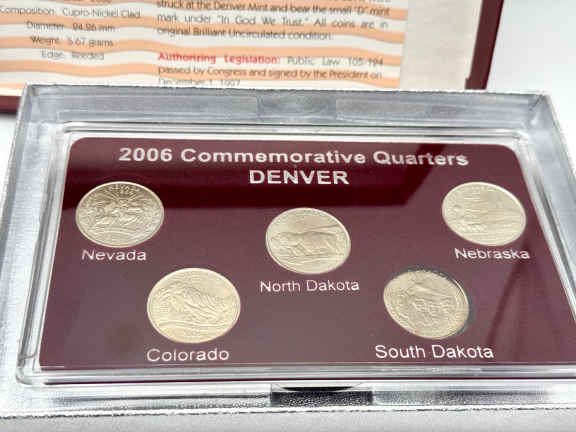 Composition: Cupro-Nickel Clad
Diameter: 24.26 mm
Weight: 5.67 grams
Edge: Reeded
struck at the Denver Mint and bear the small "D" mint
mark under "In God We Trust." All coins are in
original Brilliant Uncirculated condition.
Authorizing Legislation: Public Law 105-124
passed by Congress and signed by the President on
December 1, 1997.
2006 Commemorative Quarters
DENVER
Nevada
North Dakota
Nebraska
Colorado
South Dakota